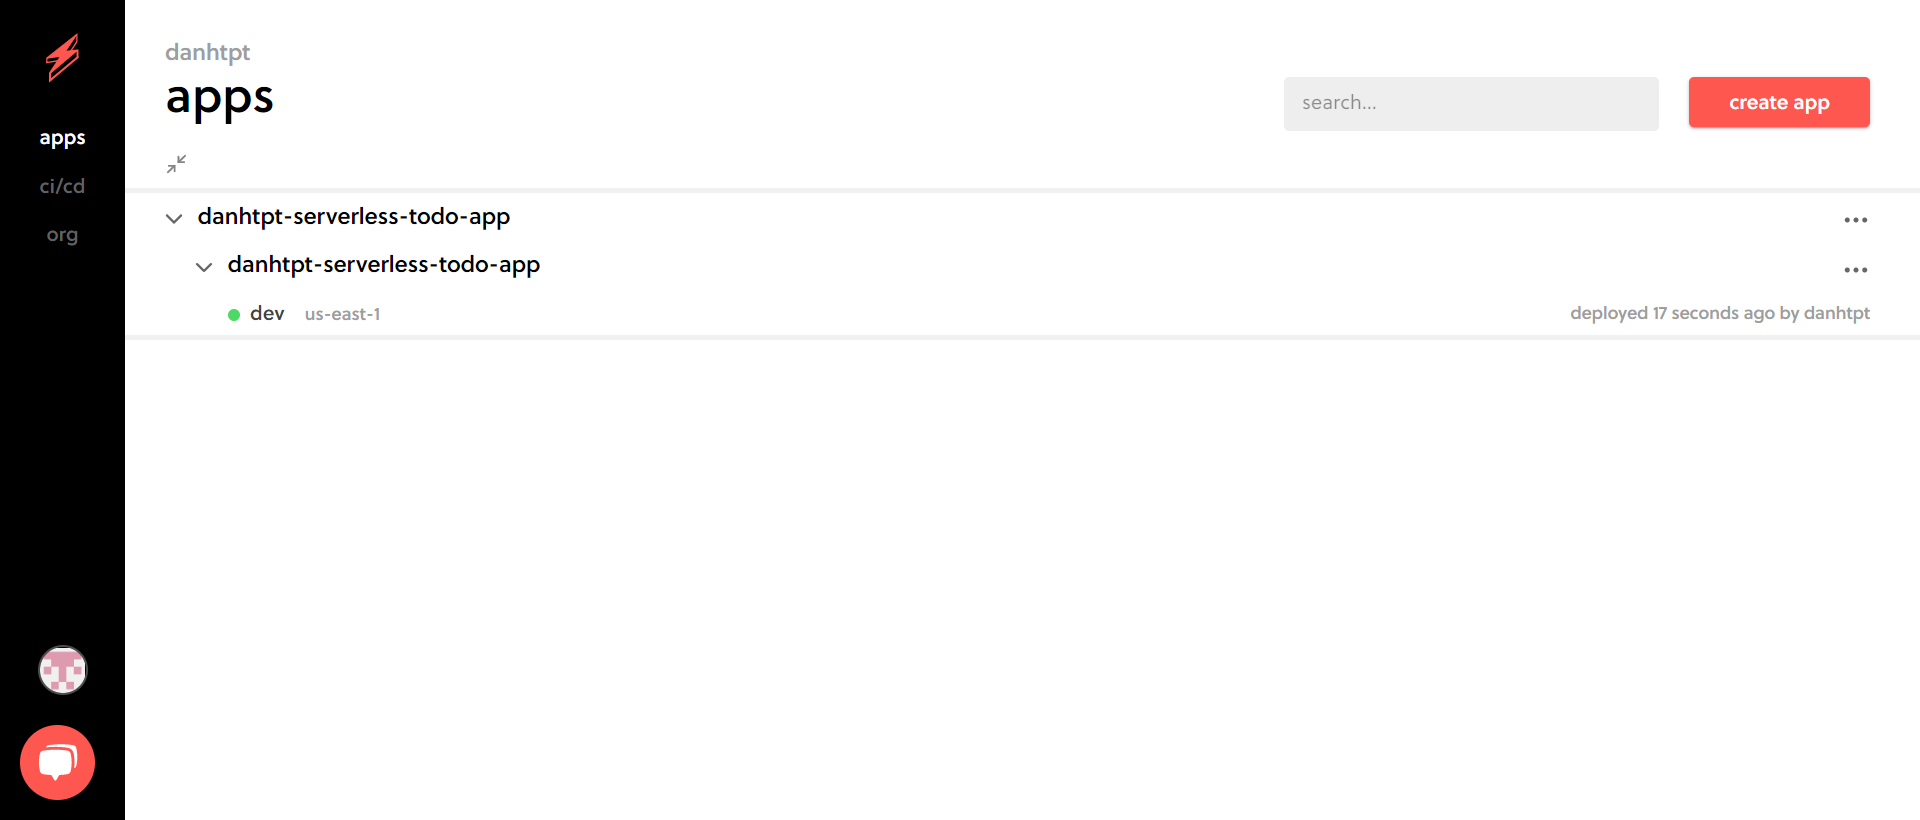 danhtpt
apps
search...
create app
apps
ci/cd
org
danhtpt-serverless-todo-app
danhtpt-serverless-todo-app
dev us-east-1 deployed 17 seconds ago by danhtpt